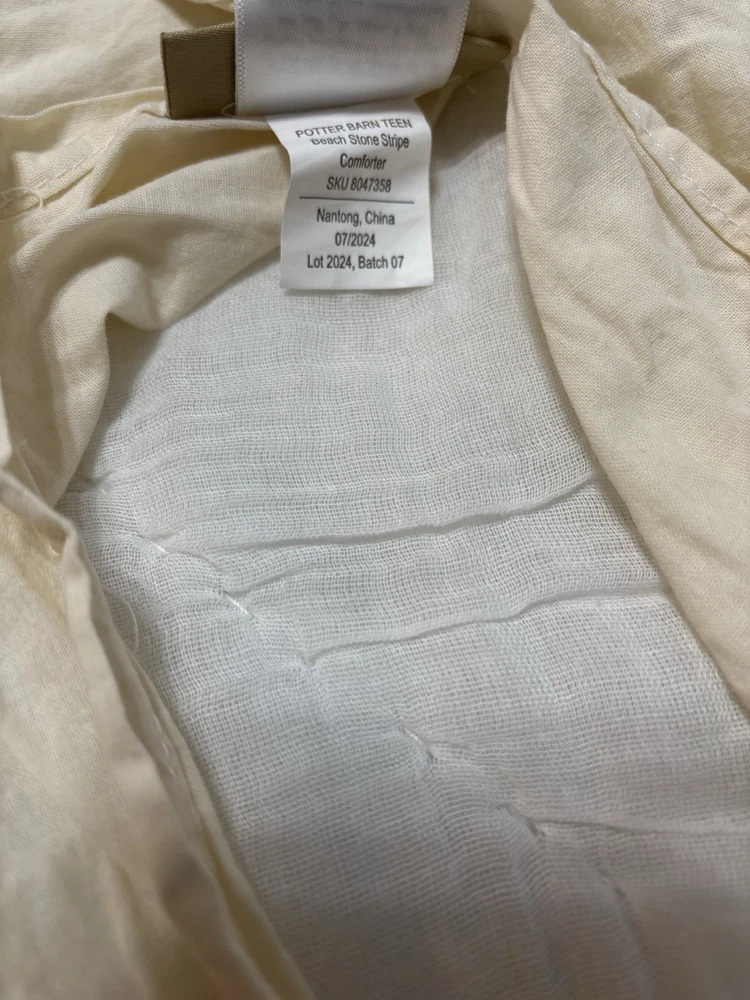 POTTER BARN TEEN
Beach Stone Stripe
Comforter
SKU 8047358
Nantong, China
07/2024
Lot 2024, Batch 07